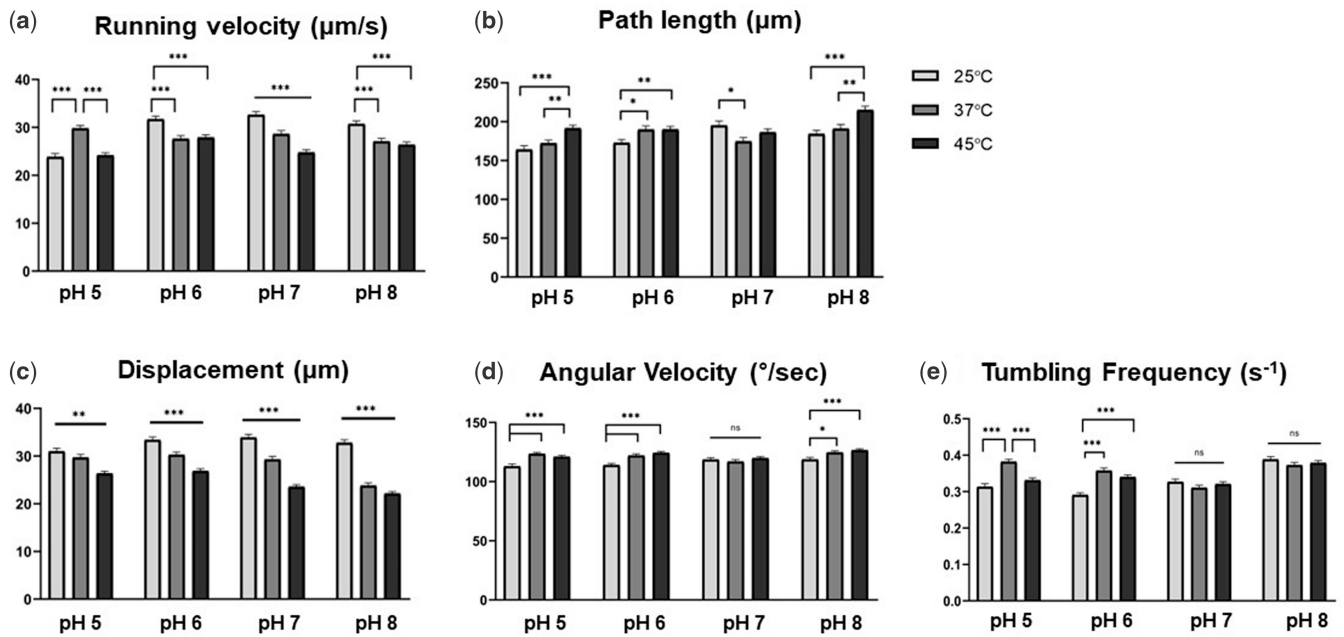 (a) Running velocity (µm/s)
*** ***
*** *** *** ***
*** ***
40
30
20
10
0
pH 5 pH 6 pH 7 pH 8
(b) Path length (µm)
*** ** ***
** * * **
250
200
150
100
50
0
pH 5 pH 6 pH 7 pH 8
25°C
37°C
45°C
(c) Displacement (µm)
** *** *** ***
40
30
20
10
0
pH 5 pH 6 pH 7 pH 8
(d) Angular Velocity (°/sec)
*** *** ns ***
*
150
100
50
0
pH 5 pH 6 pH 7 pH 8
(e) Tumbling Frequency (s-1)
*** *** *** ns ns
***
0.5
0.4
0.3
0.2
0.1
0.0
pH 5 pH 6 pH 7 pH 8